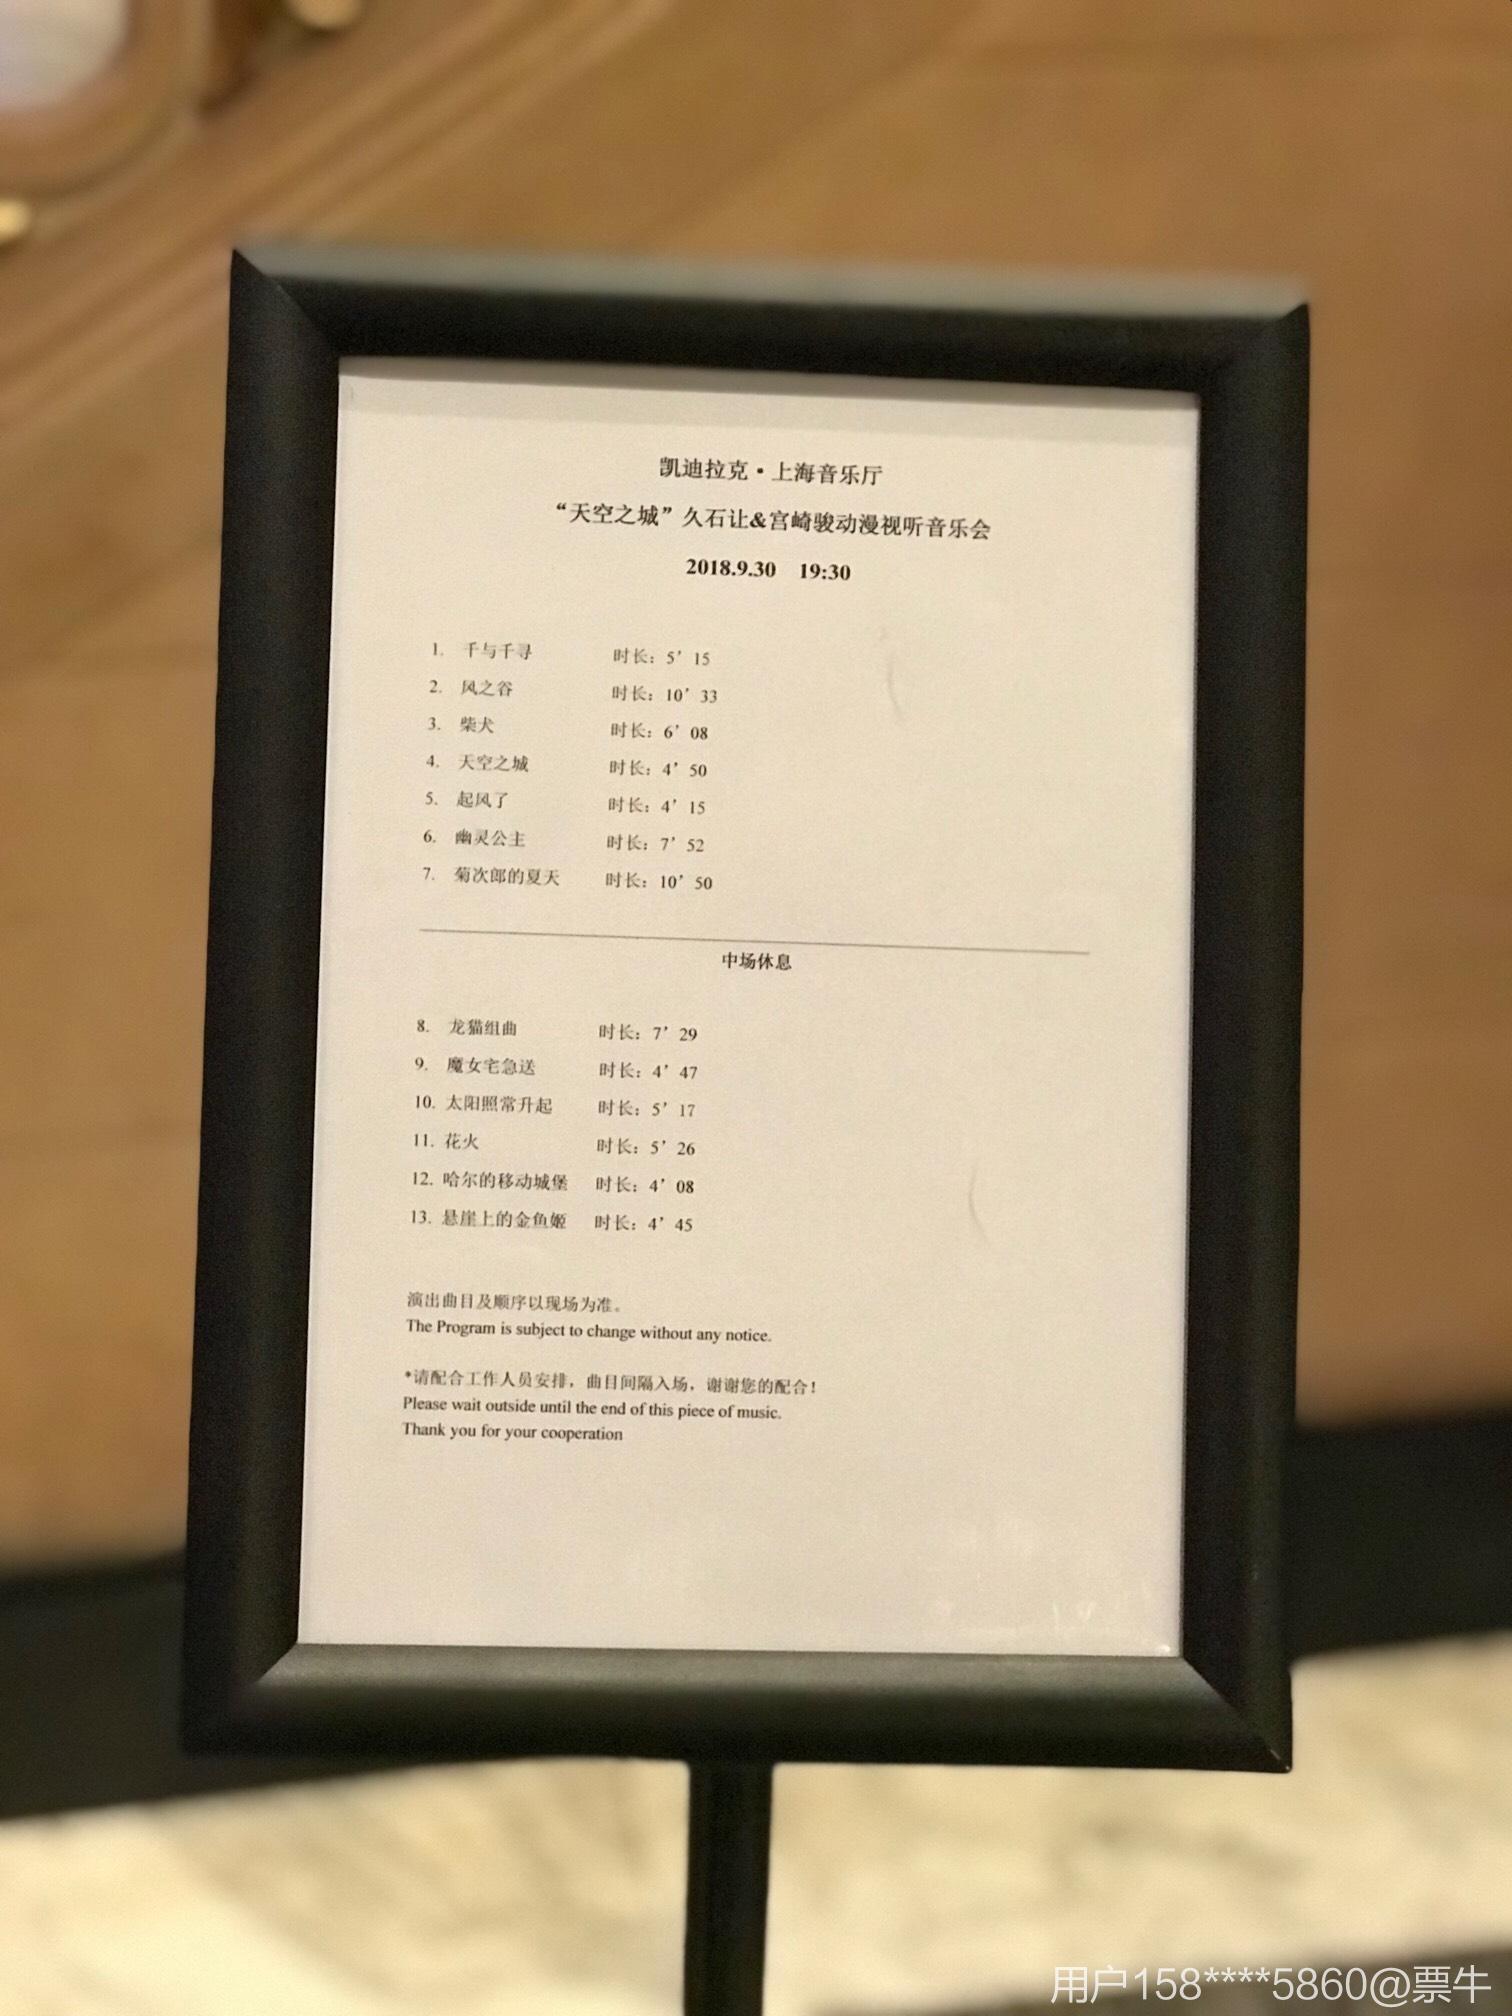 凯迪拉克·上海音乐厅
“天空之城”久石让&宫崎骏动漫视听音乐会
2018.9.30 19:30
1. 千与千寻 时长：5’15
2. 风之谷 时长：10’33
3. 柴犬 时长：6’08
4. 天空之城 时长：4’50
5. 起风了 时长：4’15
6. 幽灵公主 时长：7’52
7. 菊次郎的夏天 时长：10’50
中场休息
8. 龙猫组曲 时长：7’29
9. 魔女宅急送 时长：4’47
10. 太阳照常升起 时长：5’17
11. 花火 时长：5’26
12. 哈尔的移动城堡 时长：4’08
13. 悬崖上的金鱼姬 时长：4’45
演出曲目及顺序以现场为准。
The Program is subject to change without any notice.
*请配合工作人员安排，曲目间隔入场，谢谢您的配合！
Please wait outside until the end of this piece of music.
Thank you for your cooperation
用户158****5860@票牛